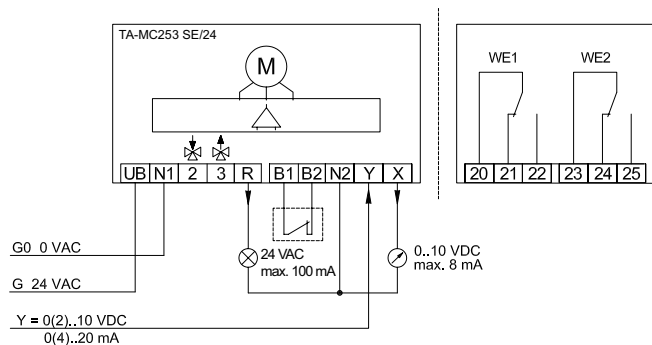 TA-MC253 SE/24
M
UB N1 2 3 R B1 B2 N2 Y X
WE1 WE2
20 21 22 23 24 25
G0 0 VAC
24 VAC
max. 100 mA
0..10 VDC
max. 8 mA
G 24 VAC
Y = 0(2)..10 VDC
0(4)..20 mA